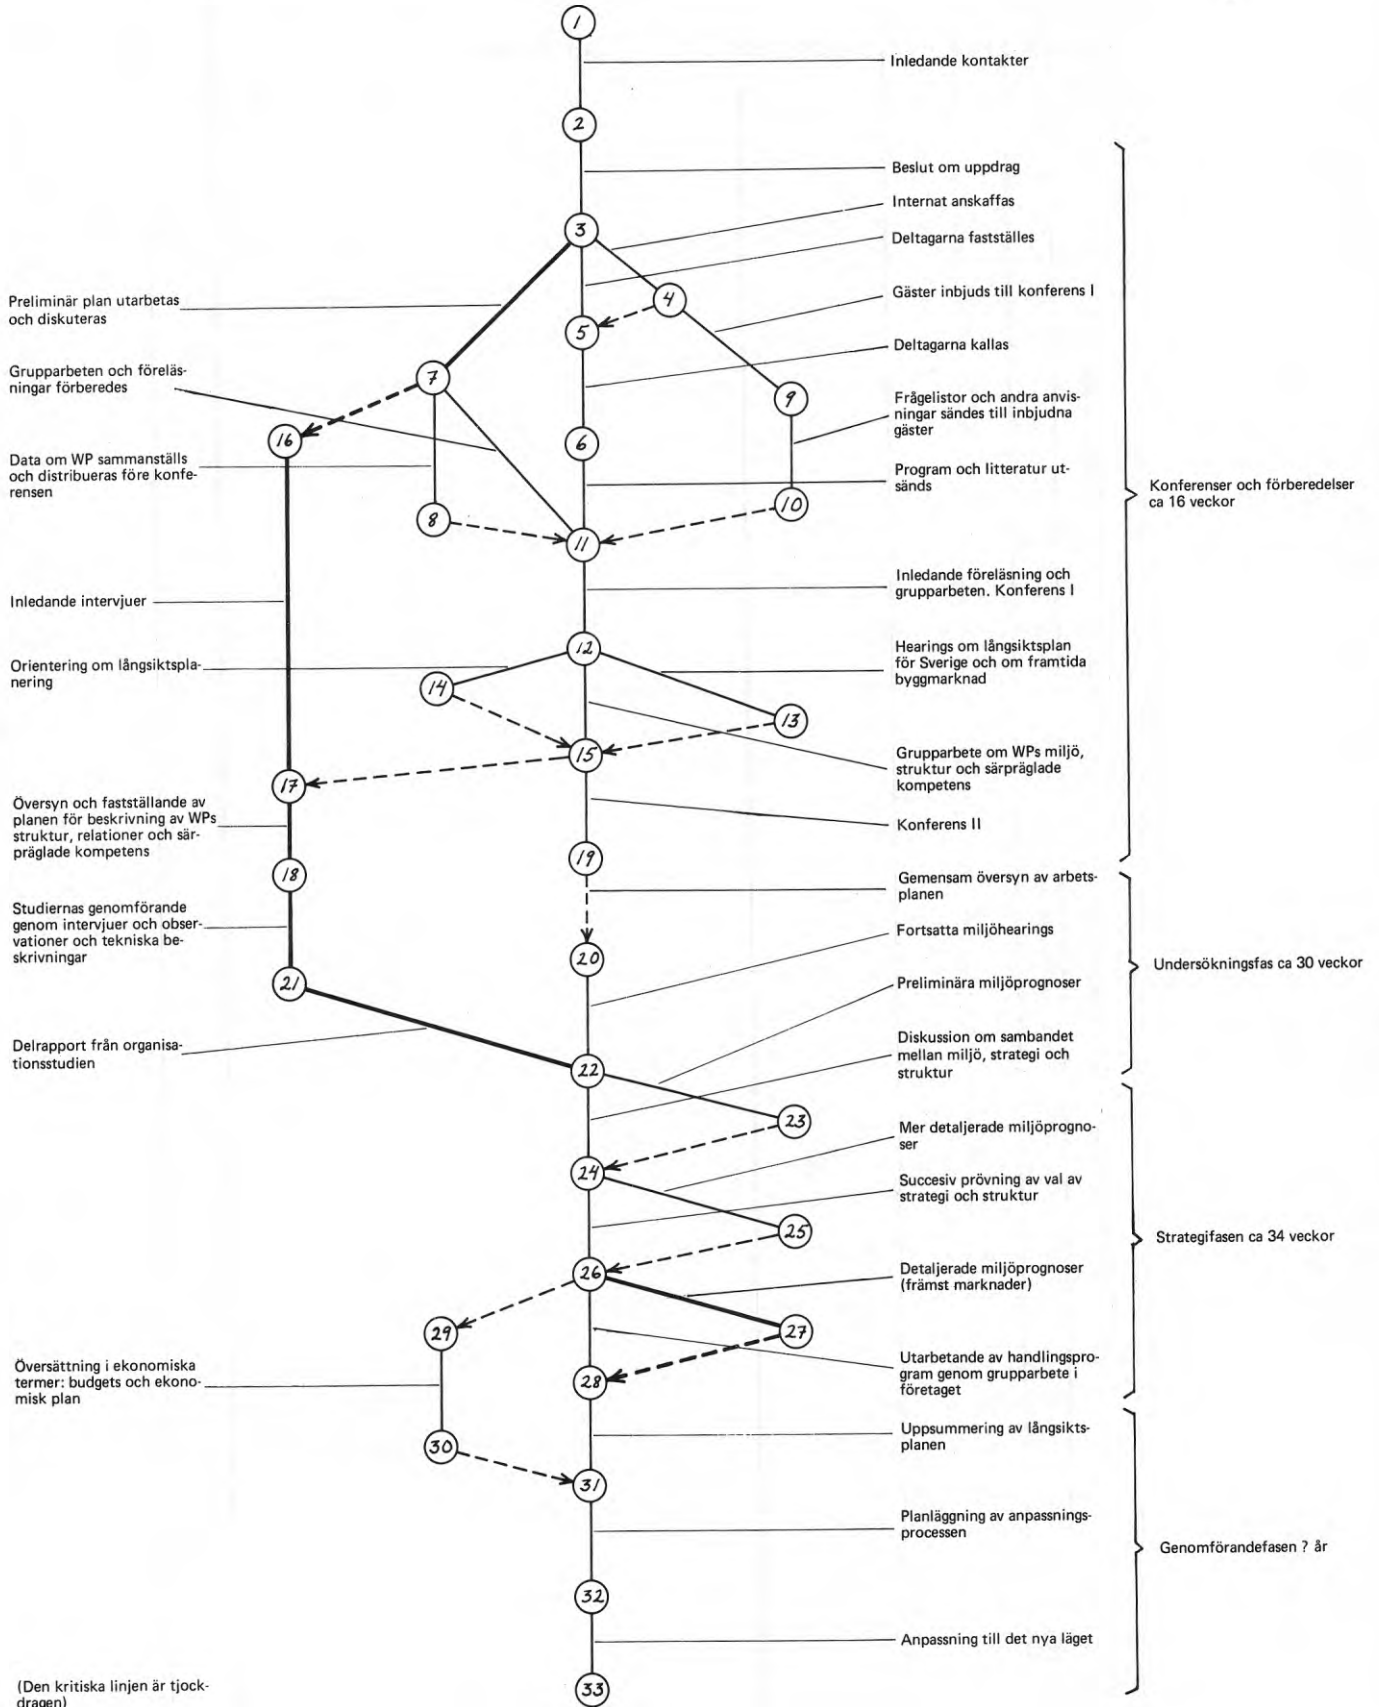 1
Inledande kontakter
2
Beslut om uppdrag
Internat anskaffas
3
Deltagarna fastställes
Preliminär plan utarbetas
och diskuteras
4
Gäster inbjuds till konferens I
5
Deltagarna kallas
Grupparbeten och föreläs-
ningar förberedes
7
9
Frågelistor och andra anvis-
ningar sändes till inbjudna
gäster
16
6
Data om WP sammanställs
och distribueras före konfe-
rensen
Program och litteratur ut-
sänds
Konferenser och förberedelser
ca 16 veckor
8
10
11
Inledande intervjuer
Inledande föreläsning och
grupparbeten. Konferens I
12
Orientering om långsiktspla-
nering
Hearings om långsiktsplan
för Sverige och om framtida
byggmarknad
14
13
15
Grupparbete om WPs miljö,
struktur och särpräglade
kompetens
17
Översyn och fastställande av
planen för beskrivning av WPs
struktur, relationer och sär-
präglade kompetens
Konferens II
19
18
Gemensam översyn av arbets-
planen
Studiernas genomförande
genom intervjuer och obser-
vationer och tekniska be-
skrivningar
Fortsatta miljöhearings
20
Undersökningsfas ca 30 veckor
21
Preliminära miljöprognoser
Delrapport från organisa-
tionsstudien
Diskussion om sambandet
mellan miljö, strategi och
struktur
22
23
Mer detaljerade miljöprogno-
ser
24
Succesiv prövning av val av
strategi och struktur
25
Strategifasen ca 34 veckor
26
Detaljerade miljöprognoser
(främst marknader)
29
27
Översättning i ekonomiska
termer: budgets och ekono-
misk plan
28
Utarbetande av handlingspro-
gram genom grupparbete i
företaget
30
Uppsummering av långsikts-
planen
31
Planläggning av anpassnings-
processen
Genomförandefasen ? år
32
Anpassning till det nya läget
33
(Den kritiska linjen är tjock-
dragen)